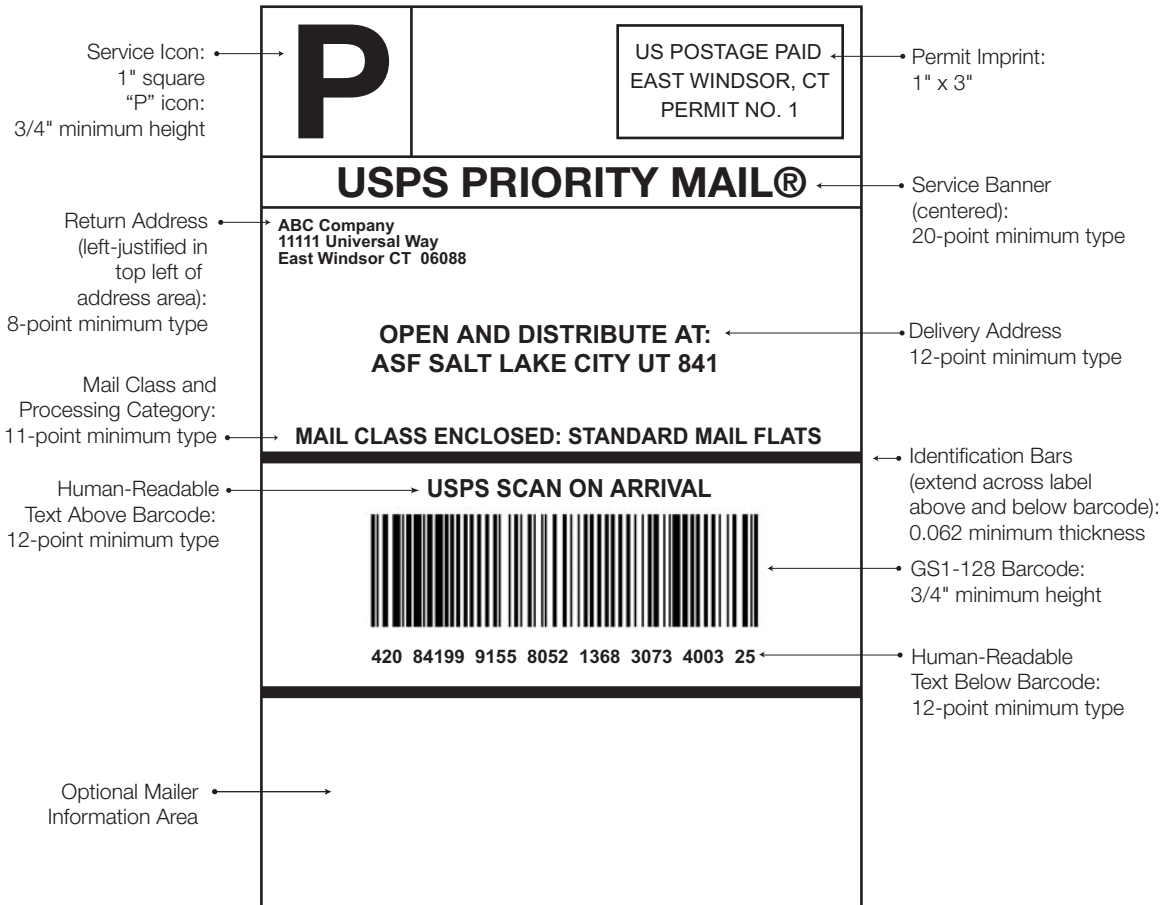 Service Icon:
1" square
“P” icon:
3/4" minimum height
P
US POSTAGE PAID
EAST WINDSOR, CT
PERMIT NO. 1
Permit Imprint:
1" x 3"
USPS PRIORITY MAIL®
Service Banner
(centered):
20-point minimum type
Return Address
(left-justified in
top left of
address area):
8-point minimum type
ABC Company
11111 Universal Way
East Windsor CT  06088
OPEN AND DISTRIBUTE AT:
ASF SALT LAKE CITY UT 841
Delivery Address
12-point minimum type
Mail Class and
Processing Category:
11-point minimum type
MAIL CLASS ENCLOSED: STANDARD MAIL FLATS
Identification Bars
(extend across label
above and below barcode):
0.062 minimum thickness
Human-Readable
Text Above Barcode:
12-point minimum type
USPS SCAN ON ARRIVAL
GS1-128 Barcode:
3/4" minimum height
420 84199 9155 8052 1368 3073 4003 25
Human-Readable
Text Below Barcode:
12-point minimum type
Optional Mailer
Information Area